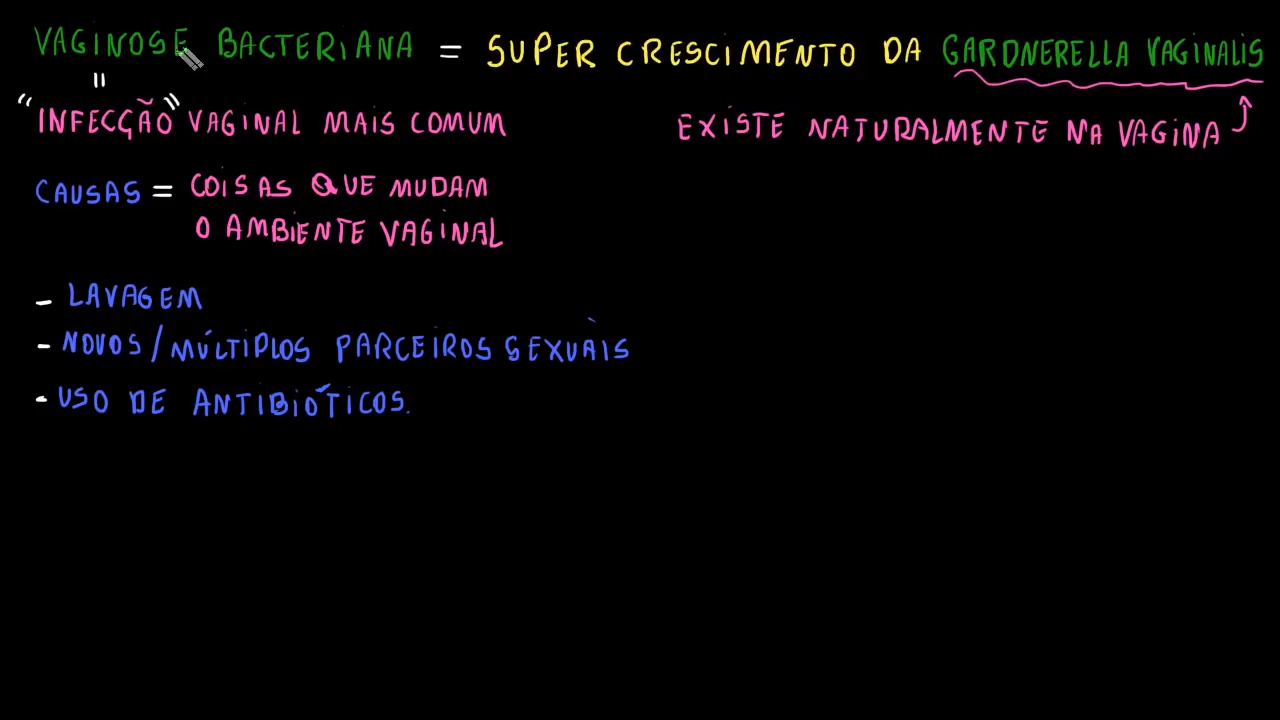 VAGINOSE BACTERIANA = SUPER CRESCIMENTO DA GARDNERELLA VAGINALIS
"
"INFECÇÃO" VAGINAL MAIS COMUM
EXISTE NATURALMENTE NA VAGINA
CAUSAS = COISAS QUE MUDAM
O AMBIENTE VAGINAL
- LAVAGEM
- NOVOS/MÚLTIPLOS PARCEIROS SEXUAIS
- USO DE ANTIBIÓTICOS.